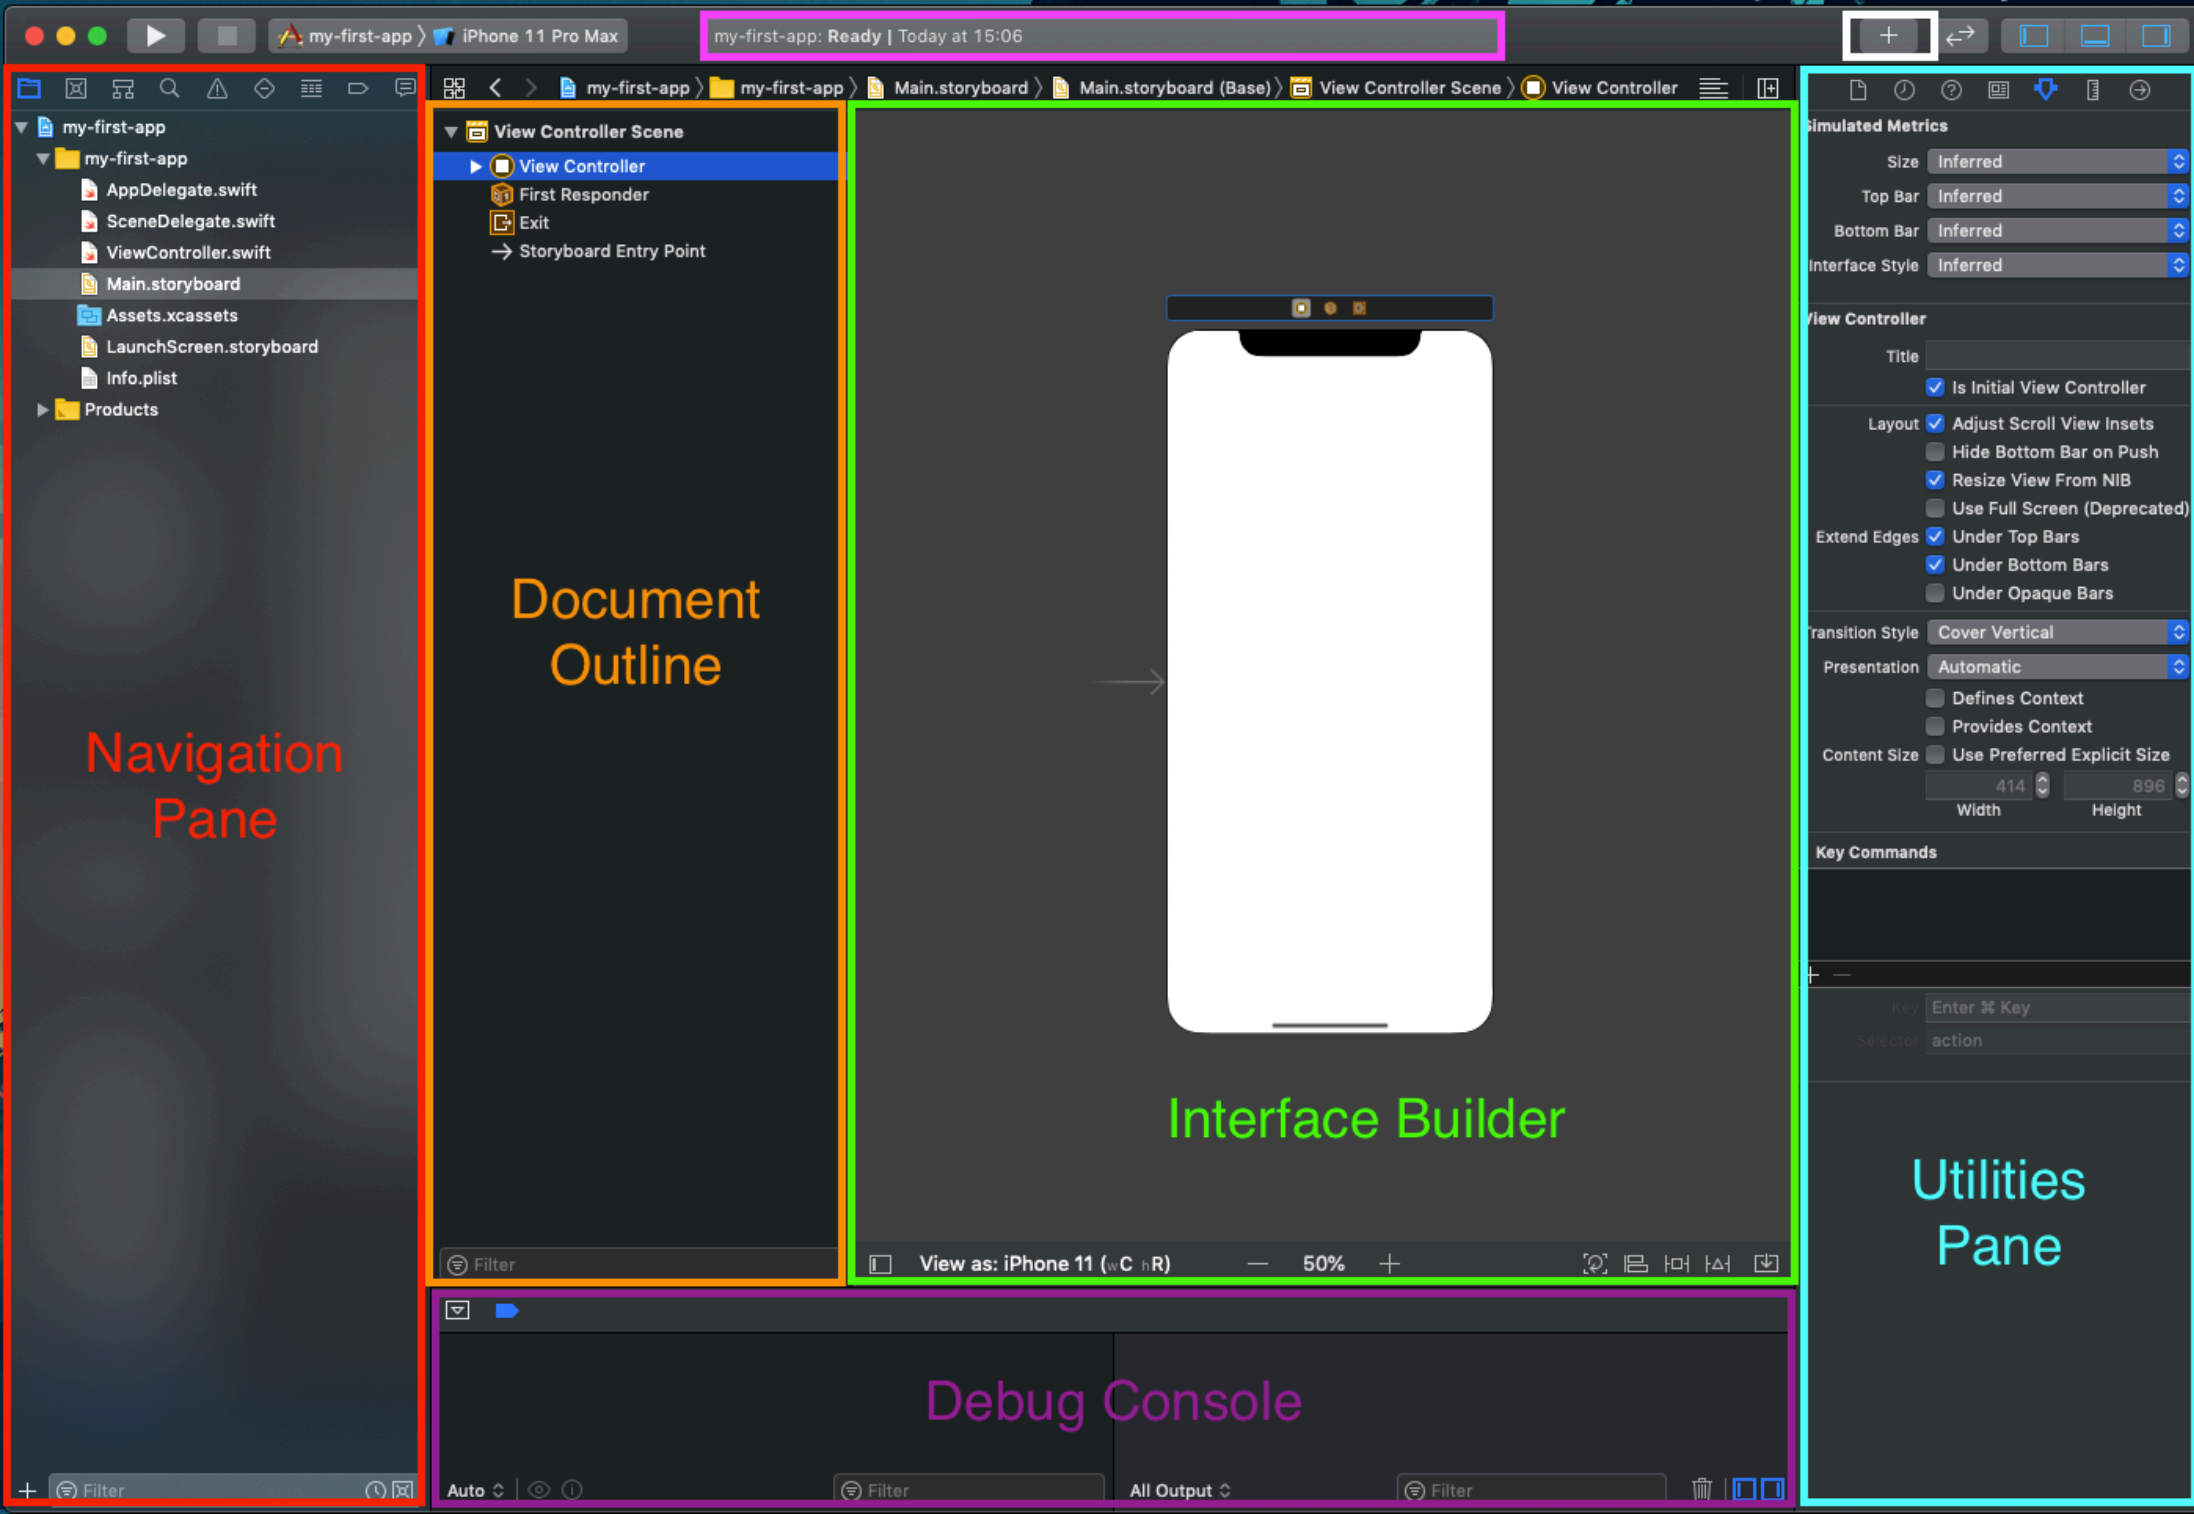 my-first-app 〉 iPhone 11 Pro Max
my-first-app: Ready | Today at 15:06
my-first-app 〉 my-first-app 〉 Main.storyboard 〉 Main.storyboard (Base) 〉 View Controller Scene 〉 View Controller
my-first-app
my-first-app
AppDelegate.swift
SceneDelegate.swift
ViewController.swift
Main.storyboard
Assets.xcassets
LaunchScreen.storyboard
Info.plist
Products
Navigation
Pane
Filter
View Controller Scene
View Controller
First Responder
Exit
Storyboard Entry Point
Document
Outline
Filter
Interface Builder
View as: iPhone 11 (wC hR)
50%
Debug Console
Auto
Filter
All Output
Filter
Simulated Metrics
Size Inferred
Top Bar Inferred
Bottom Bar Inferred
Interface Style Inferred
View Controller
Title
Is Initial View Controller
Layout Adjust Scroll View Insets
Hide Bottom Bar on Push
Resize View From NIB
Use Full Screen (Deprecated)
Extend Edges Under Top Bars
Under Bottom Bars
Under Opaque Bars
Transition Style Cover Vertical
Presentation Automatic
Defines Context
Provides Context
Content Size Use Preferred Explicit Size
414 896
Width Height
Key Commands
Key Enter ⌘ Key
Selector action
Utilities
Pane